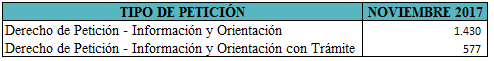 TIPO DE PETICIÓN NOVIEMBRE 2017
Derecho de Petición - Información y Orientación 1.430
Derecho de Petición - Información y Orientación con Trámite 577